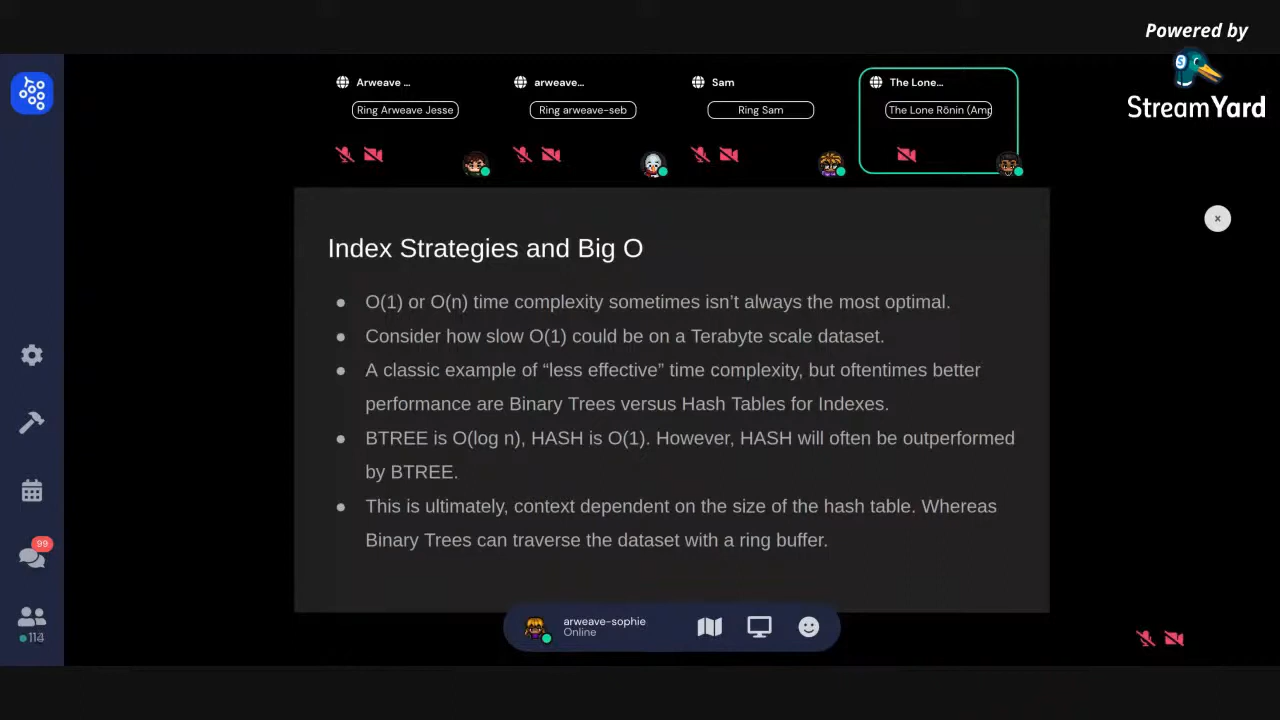 Powered by
StreamYard
Arweave ...
arweave...
Sam
The Lone...
Ring Arweave Jesse
Ring arweave-seb
Ring Sam
The Lone Rōnin (Amp
Index Strategies and Big O
● O(1) or O(n) time complexity sometimes isn't always the most optimal.
● Consider how slow O(1) could be on a Terabyte scale dataset.
● A classic example of “less effective” time complexity, but oftentimes better
performance are Binary Trees versus Hash Tables for Indexes.
● BTREE is O(log n), HASH is O(1). However, HASH will often be outperformed
by BTREE.
● This is ultimately, context dependent on the size of the hash table. Whereas
Binary Trees can traverse the dataset with a ring buffer.
99
114
arweave-sophie
Online